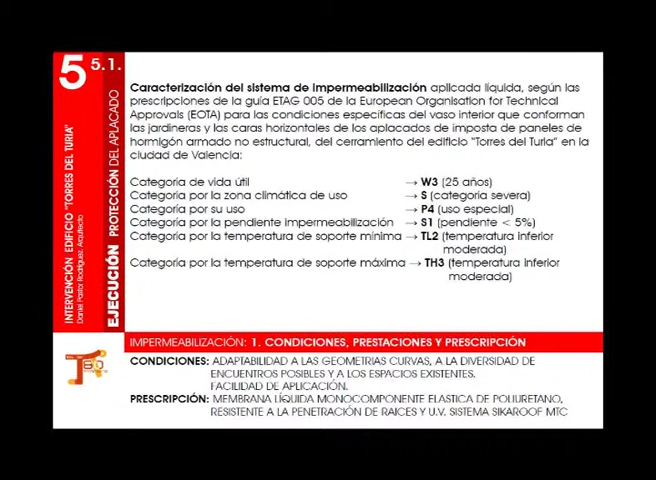 5 5.1.
INTERVENCIÓN EDIFICIO "TORRES DEL TURIA"
Daniel Pastor Rodríguez. Arquitecto
EJECUCIÓN PROTECCIÓN DEL APLACADO
Caracterización del sistema de impermeabilización aplicada líquida, según las
prescripciones de la guía ETAG 005 de la European Organisation for Technical
Approvals (EOTA) para las condiciones específicas del vaso interior que conforman
las jardineras y las caras horizontales de los aplacados de imposta de paneles de
hormigón armado no estructural, del cerramiento del edificio "Torres del Turia" en la
ciudad de Valencia:
Categoría de vida útil → W3 (25 años)
Categoría por la zona climática de uso → S (categoría severa)
Categoría por su uso → P4 (uso especial)
Categoría por la pendiente impermeabilización → S1 (pendiente < 5%)
Categoría por la temperatura de soporte mínima → TL2 (temperatura inferior
moderada)
Categoría por la temperatura de soporte máxima → TH3 (temperatura inferior
moderada)
IMPERMEABILIZACIÓN: 1. CONDICIONES, PRESTACIONES Y PRESCRIPCIÓN
CONDICIONES: ADAPTABILIDAD A LAS GEOMETRIAS CURVAS, A LA DIVERSIDAD DE
ENCUENTROS POSIBLES Y A LOS ESPACIOS EXISTENTES.
FACILIDAD DE APLICACIÓN.
PRESCRIPCIÓN: MEMBRANA LÍQUIDA MONOCOMPONENTE ELASTICA DE POLIURETANO,
RESISTENTE A LA PENETRACIÓN DE RAICES Y U.V. SISTEMA SIKAROOF MTC